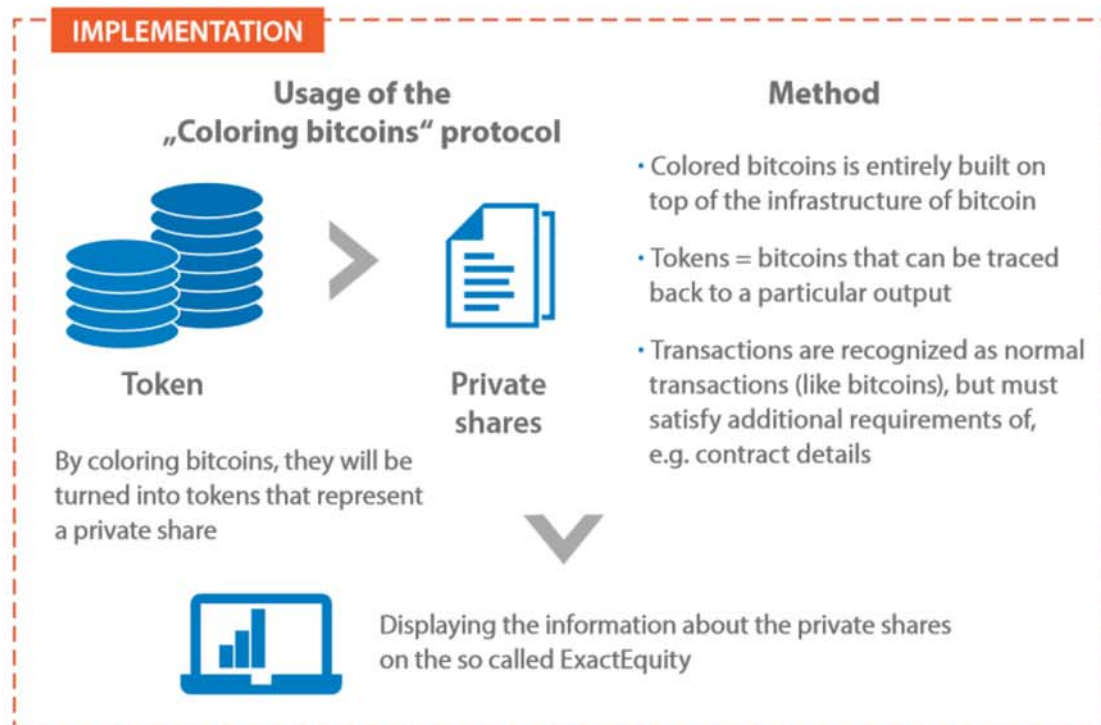 IMPLEMENTATION
Usage of the
„Coloring bitcoins“ protocol
Token
Private
shares
By coloring bitcoins, they will be
turned into tokens that represent
a private share
Method
• Colored bitcoins is entirely built on
top of the infrastructure of bitcoin
• Tokens = bitcoins that can be traced
back to a particular output
• Transactions are recognized as normal
transactions (like bitcoins), but must
satisfy additional requirements of,
e.g. contract details
Displaying the information about the private shares
on the so called ExactEquity